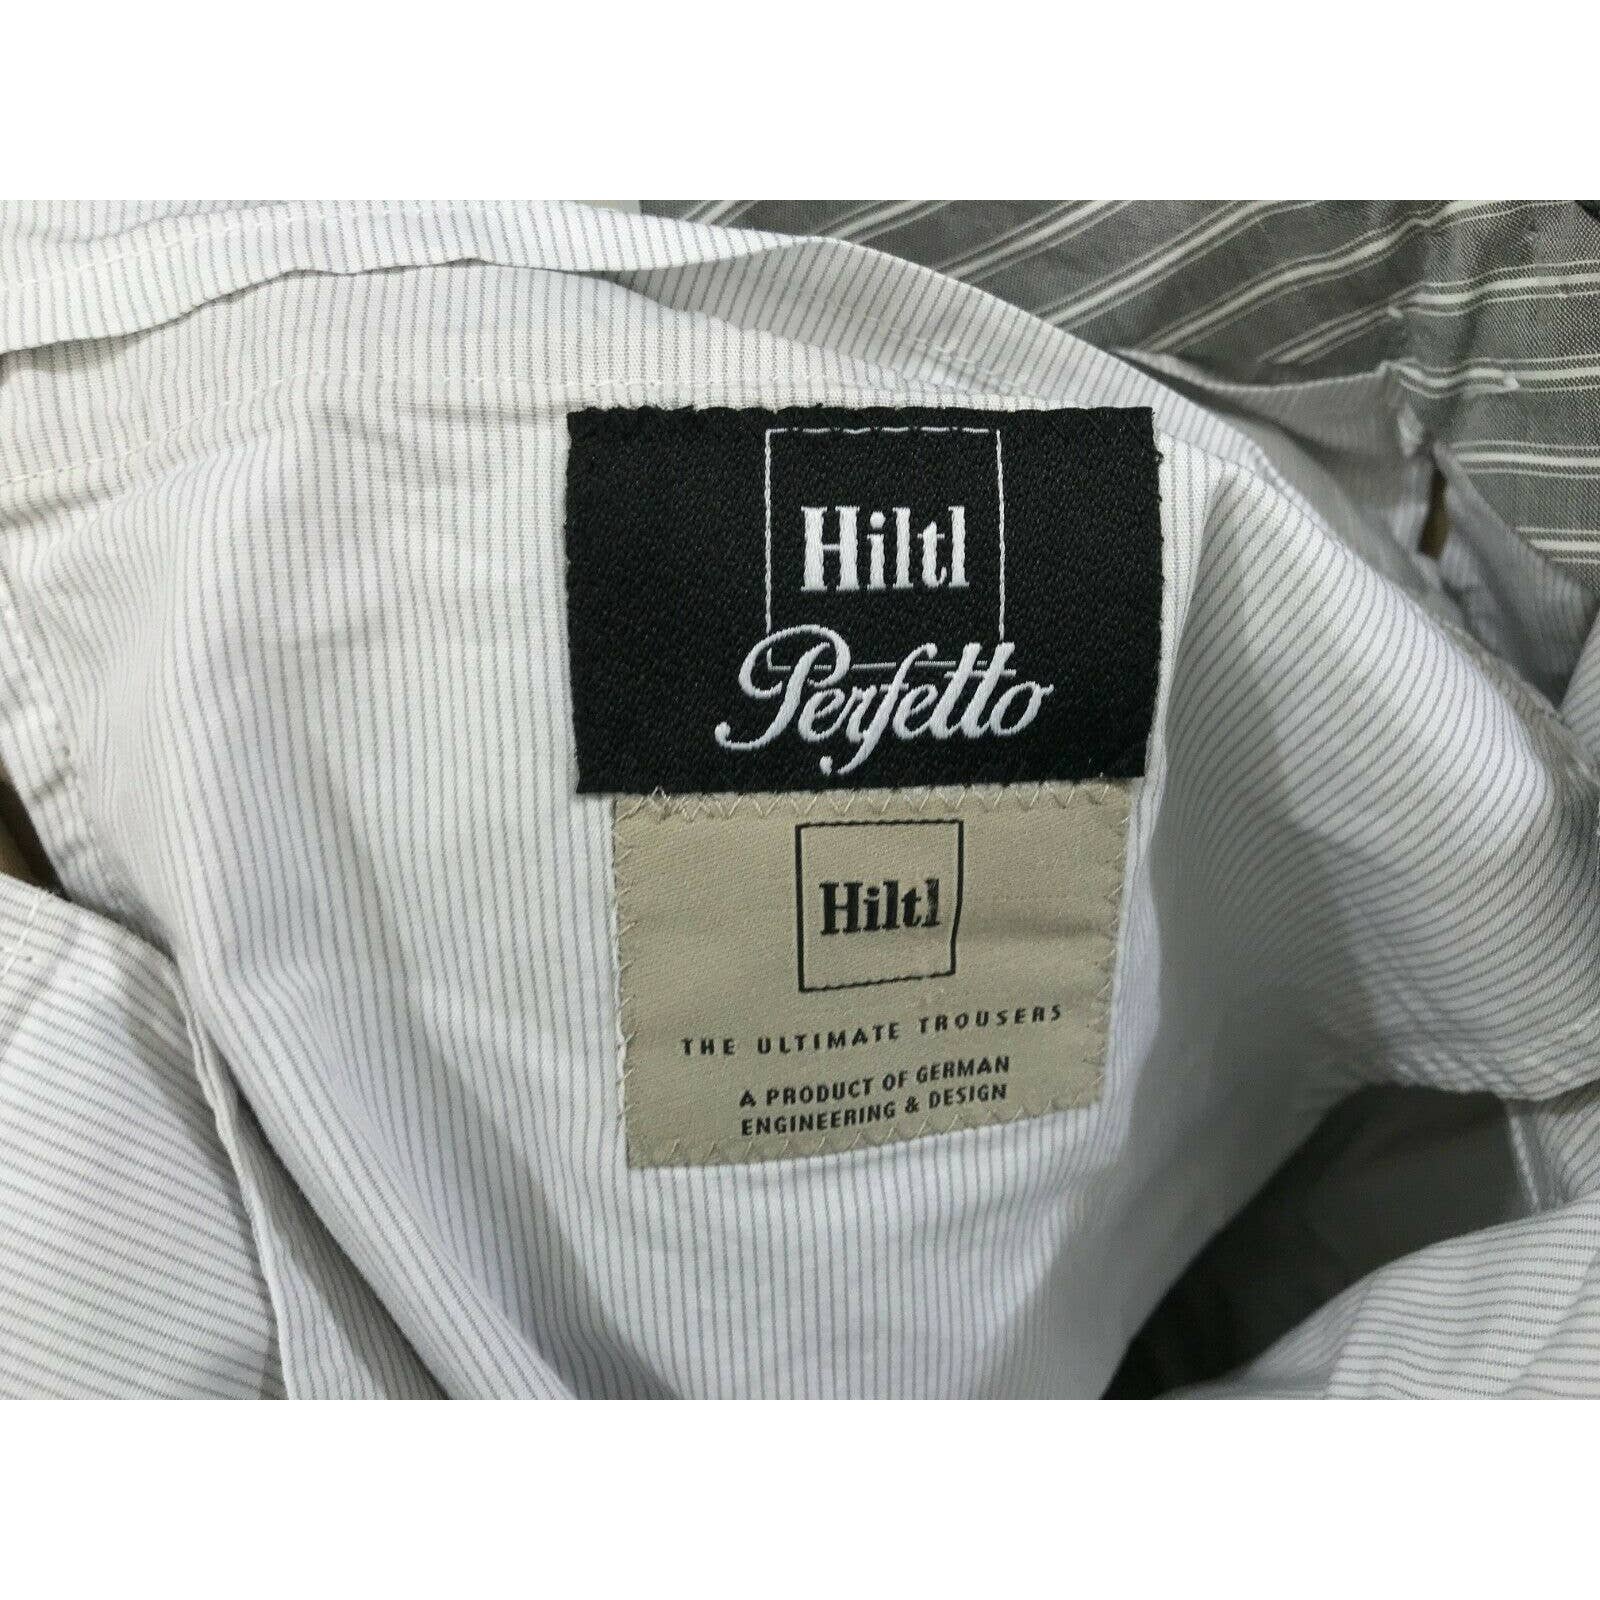 Hiltl
Perfetto
Hiltl
THE ULTIMATE TROUSERS
A PRODUCT OF GERMAN
ENGINEERING & DESIGN